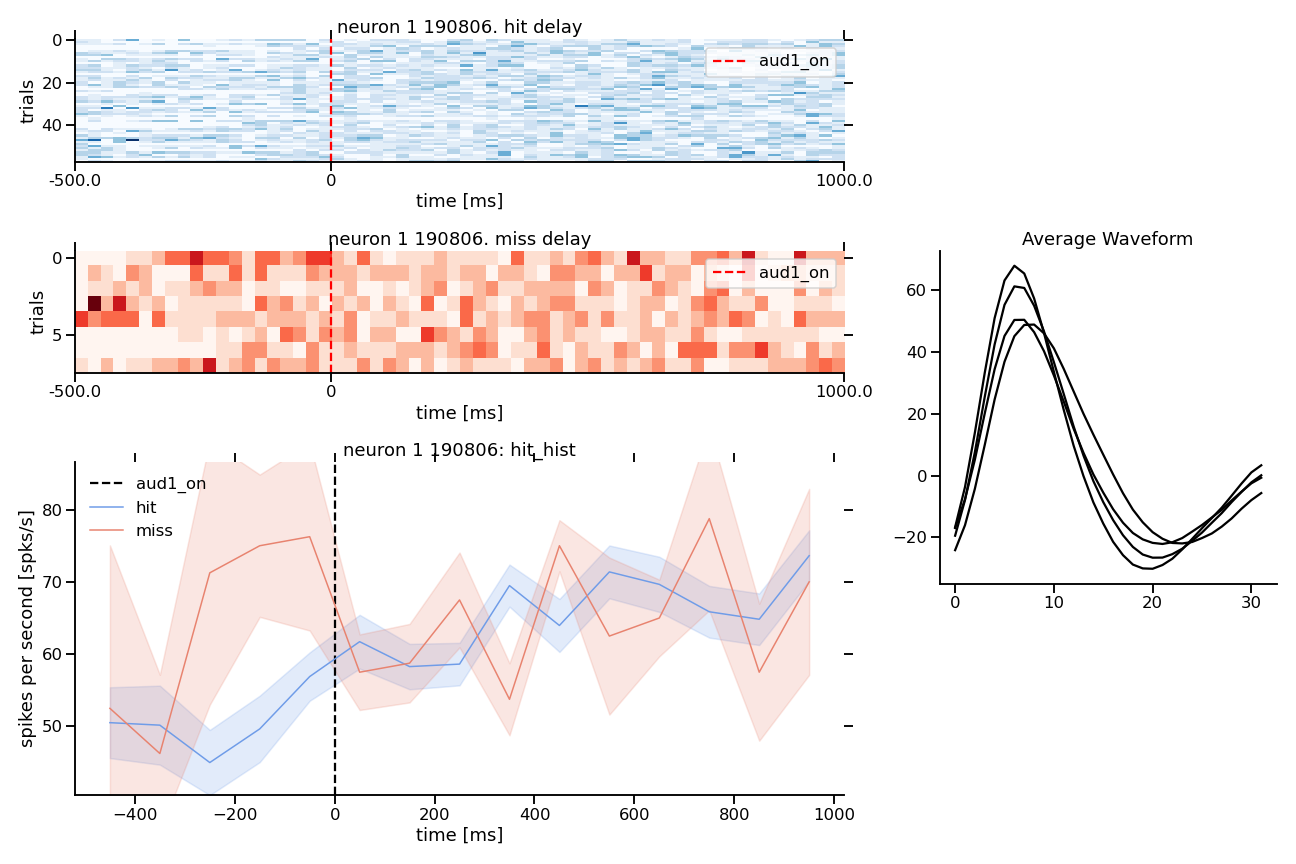 neuron 1 190806. hit delay
trials
0
20
40
aud1_on
-500.0
0
1000.0
time [ms]
neuron 1 190806. miss delay
trials
0
5
aud1_on
-500.0
0
1000.0
time [ms]
neuron 1 190806: hit_hist
spikes per second [spks/s]
80
70
60
50
aud1_on
hit
miss
−400
−200
0
200
400
600
800
1000
time [ms]
Average Waveform
60
40
20
0
−20
0
10
20
30